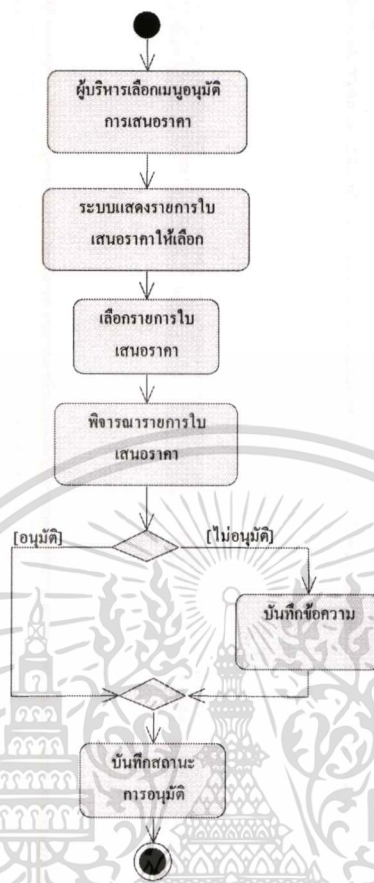 ผู้บริหารเลือกเมนูอนุมัติ
การเสนอราคา
ระบบแสดงรายการใบ
เสนอราคาให้เลือก
เลือกรายการใบ
เสนอราคา
พิจารณารายการใบ
เสนอราคา
[อนุมัติ]
[ไม่อนุมัติ]
บันทึกข้อความ
บันทึกสถานะ
การอนุมัติ